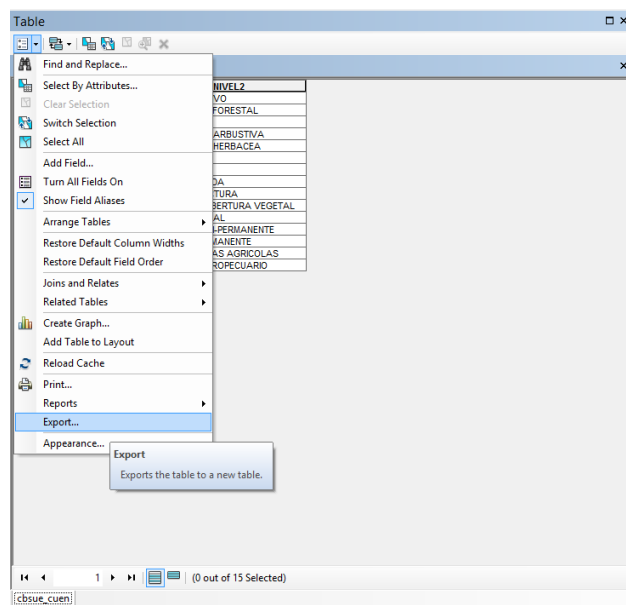 Table
Find and Replace...
Select By Attributes...
Clear Selection
Switch Selection
Select All
Add Field...
Turn All Fields On
Show Field Aliases
Arrange Tables
Restore Default Column Widths
Restore Default Field Order
Joins and Relates
Related Tables
Create Graph...
Add Table to Layout
Reload Cache
Print...
Reports
Export...
Appearance...
Export
Exports the table to a new table.
NIVEL2
VO
FORESTAL
ARBUSTIVA
HERBACEA
DA
TURA
BERTURA VEGETAL
AL
I-PERMANENTE
MANENTE
AS AGRICOLAS
ROPECUARIO
1
(0 out of 15 Selected)
cbsue_cuen